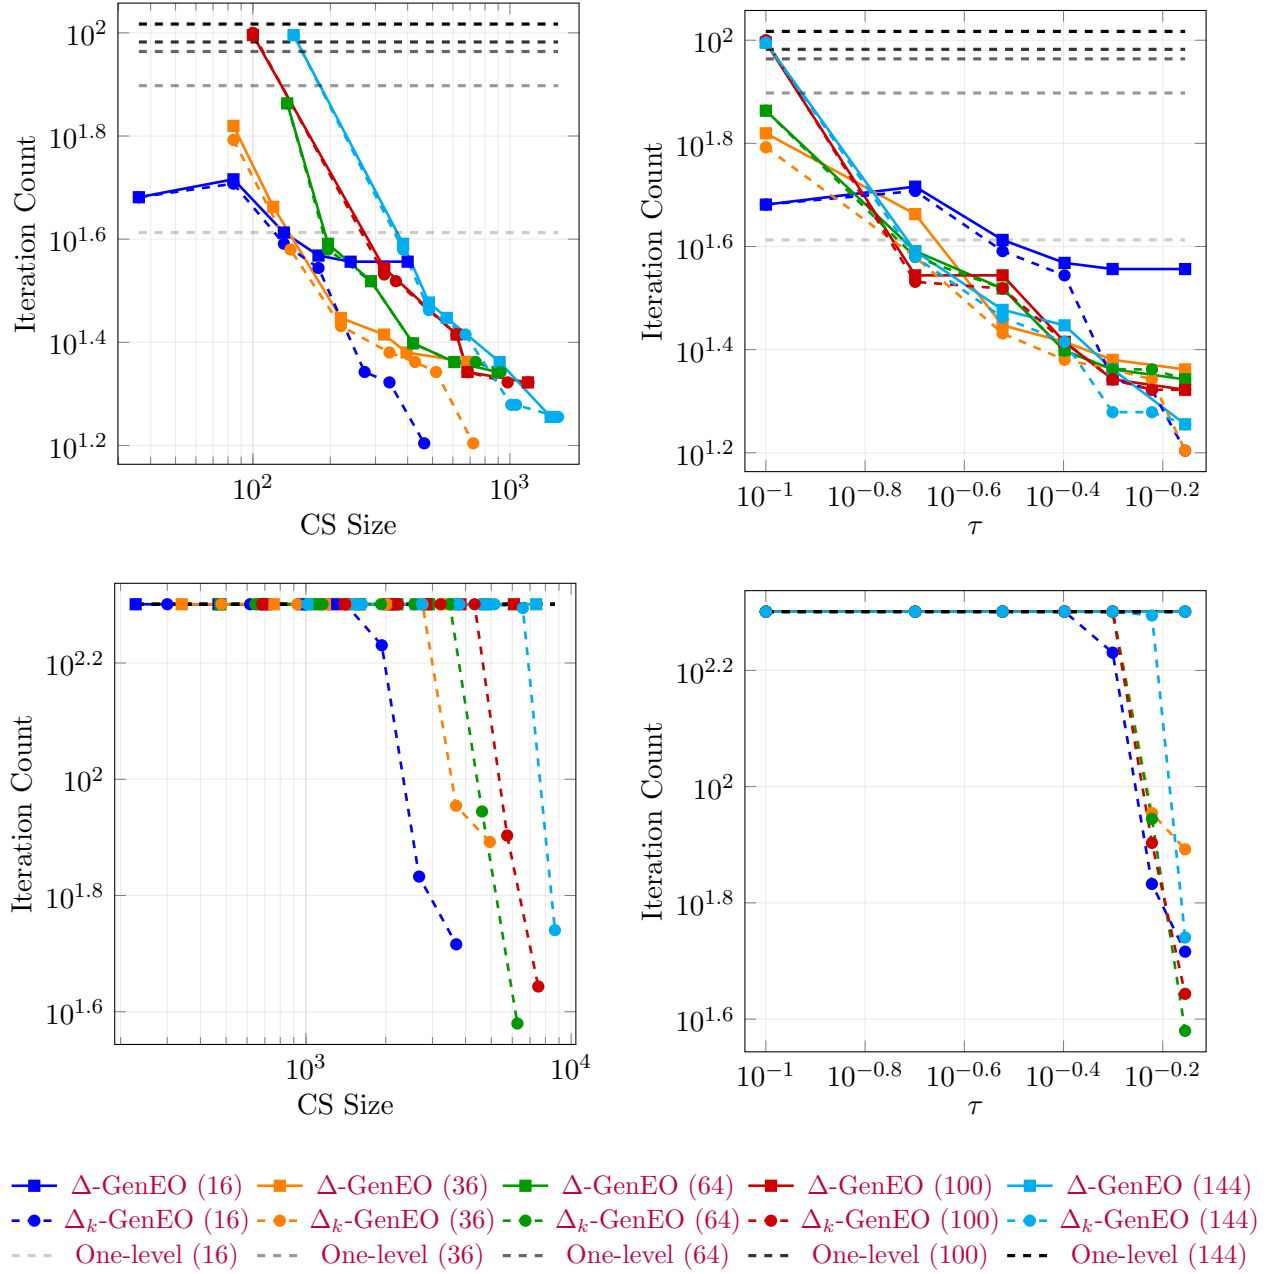 10^2
10^1.8
10^1.6
10^1.4
10^1.2
Iteration Count
10^2 10^3
CS Size
10^2
10^1.8
10^1.6
10^1.4
10^1.2
Iteration Count
10^−1 10^−0.8 10^−0.6 10^−0.4 10^−0.2
τ
10^2.2
10^2
10^1.8
10^1.6
Iteration Count
10^3 10^4
CS Size
10^2.2
10^2
10^1.8
10^1.6
Iteration Count
10^−1 10^−0.8 10^−0.6 10^−0.4 10^−0.2
τ
Δ-GenEO (16) Δ-GenEO (36) Δ-GenEO (64) Δ-GenEO (100) Δ-GenEO (144)
Δ_k-GenEO (16) Δ_k-GenEO (36) Δ_k-GenEO (64) Δ_k-GenEO (100) Δ_k-GenEO (144)
One-level (16) One-level (36) One-level (64) One-level (100) One-level (144)